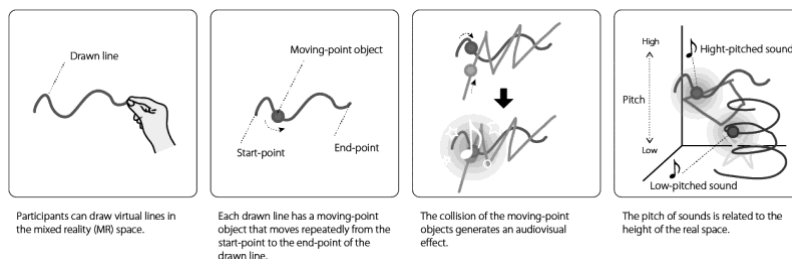 Drawn line
Participants can draw virtual lines in
the mixed reality (MR) space.
Moving-point object
Start-point
End-point
Each drawn line has a moving-point
object that moves repeatedly from the
start-point to the end-point of the
drawn line.
The collision of the moving-point
objects generates an audiovisual
effect.
High
Hight-pitched sound
Pitch
Low
Low-pitched sound
The pitch of sounds is related to the
height of the real space.